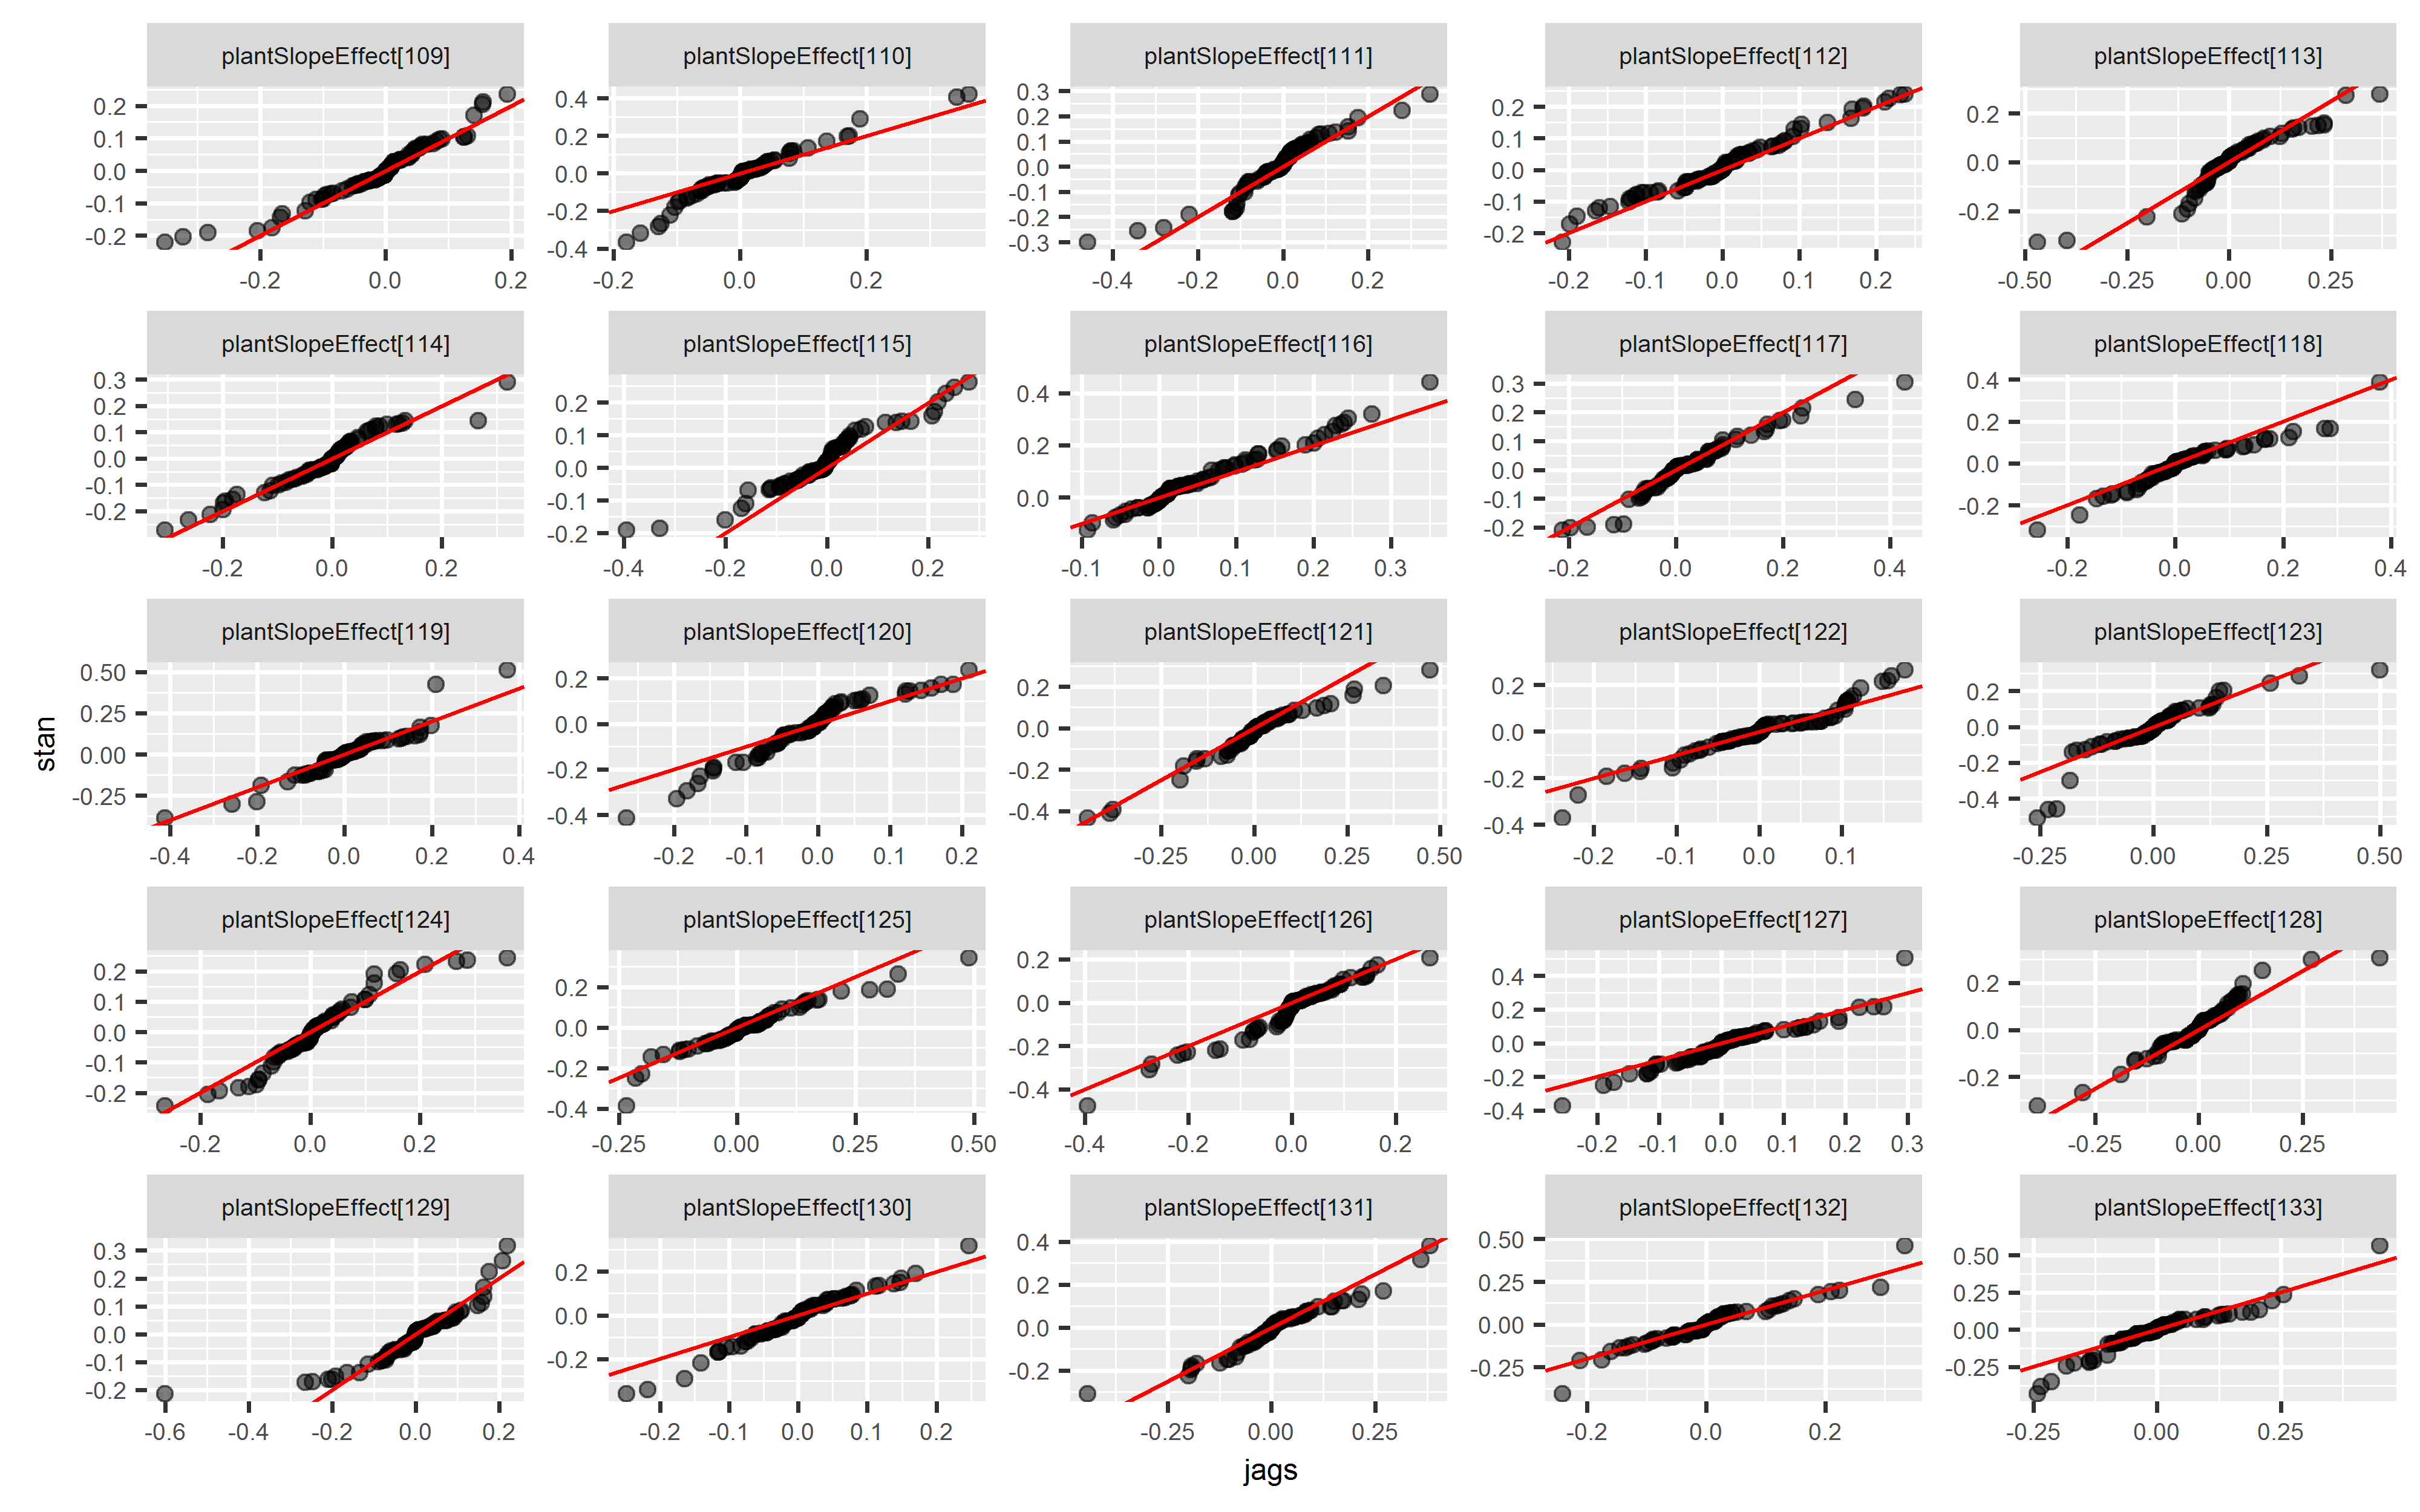 plantSlopeEffect[109] plantSlopeEffect[110] plantSlopeEffect[111] plantSlopeEffect[112] plantSlopeEffect[113]
0.2 0.1 0.0 -0.1 -0.2
0.4 0.2 0.0 -0.2 -0.4
0.3 0.2 0.1 0.0 -0.1 -0.2 -0.3
0.2 0.1 0.0 -0.1 -0.2
0.2 0.0 -0.2
-0.2 0.0 0.2
-0.2 0.0 0.2
-0.4 -0.2 0.0 0.2
-0.2 -0.1 0.0 0.1 0.2
-0.50 -0.25 0.00 0.25
plantSlopeEffect[114] plantSlopeEffect[115] plantSlopeEffect[116] plantSlopeEffect[117] plantSlopeEffect[118]
0.3 0.2 0.1 0.0 -0.1 -0.2
0.2 0.1 0.0 -0.1 -0.2
0.4 0.2 0.0
0.3 0.2 0.1 0.0 -0.1 -0.2
0.4 0.2 0.0 -0.2
-0.2 0.0 0.2
-0.4 -0.2 0.0 0.2
-0.1 0.0 0.1 0.2 0.3
-0.2 0.0 0.2 0.4
-0.2 0.0 0.2 0.4
plantSlopeEffect[119] plantSlopeEffect[120] plantSlopeEffect[121] plantSlopeEffect[122] plantSlopeEffect[123]
0.50 0.25 0.00 -0.25
0.2 0.0 -0.2 -0.4
0.2 0.0 -0.2 -0.4
0.2 0.0 -0.2 -0.4
0.2 0.0 -0.2 -0.4
-0.4 -0.2 0.0 0.2 0.4
-0.2 -0.1 0.0 0.1 0.2
-0.25 0.00 0.25 0.50
-0.2 -0.1 0.0 0.1
-0.25 0.00 0.25 0.50
stan
plantSlopeEffect[124] plantSlopeEffect[125] plantSlopeEffect[126] plantSlopeEffect[127] plantSlopeEffect[128]
0.2 0.1 0.0 -0.1 -0.2
0.2 0.0 -0.2 -0.4
0.2 0.0 -0.2 -0.4
0.4 0.2 0.0 -0.2 -0.4
0.2 0.0 -0.2
-0.2 0.0 0.2
-0.25 0.00 0.25 0.50
-0.4 -0.2 0.0 0.2
-0.2 -0.1 0.0 0.1 0.2 0.3
-0.25 0.00 0.25
plantSlopeEffect[129] plantSlopeEffect[130] plantSlopeEffect[131] plantSlopeEffect[132] plantSlopeEffect[133]
0.3 0.2 0.1 0.0 -0.1 -0.2
0.2 0.0 -0.2
0.4 0.2 0.0 -0.2
0.50 0.25 0.00 -0.25
0.50 0.25 0.00 -0.25
-0.6 -0.4 -0.2 0.0 0.2
-0.2 -0.1 0.0 0.1 0.2
-0.25 0.00 0.25
-0.2 0.0 0.2
-0.25 0.00 0.25
jags